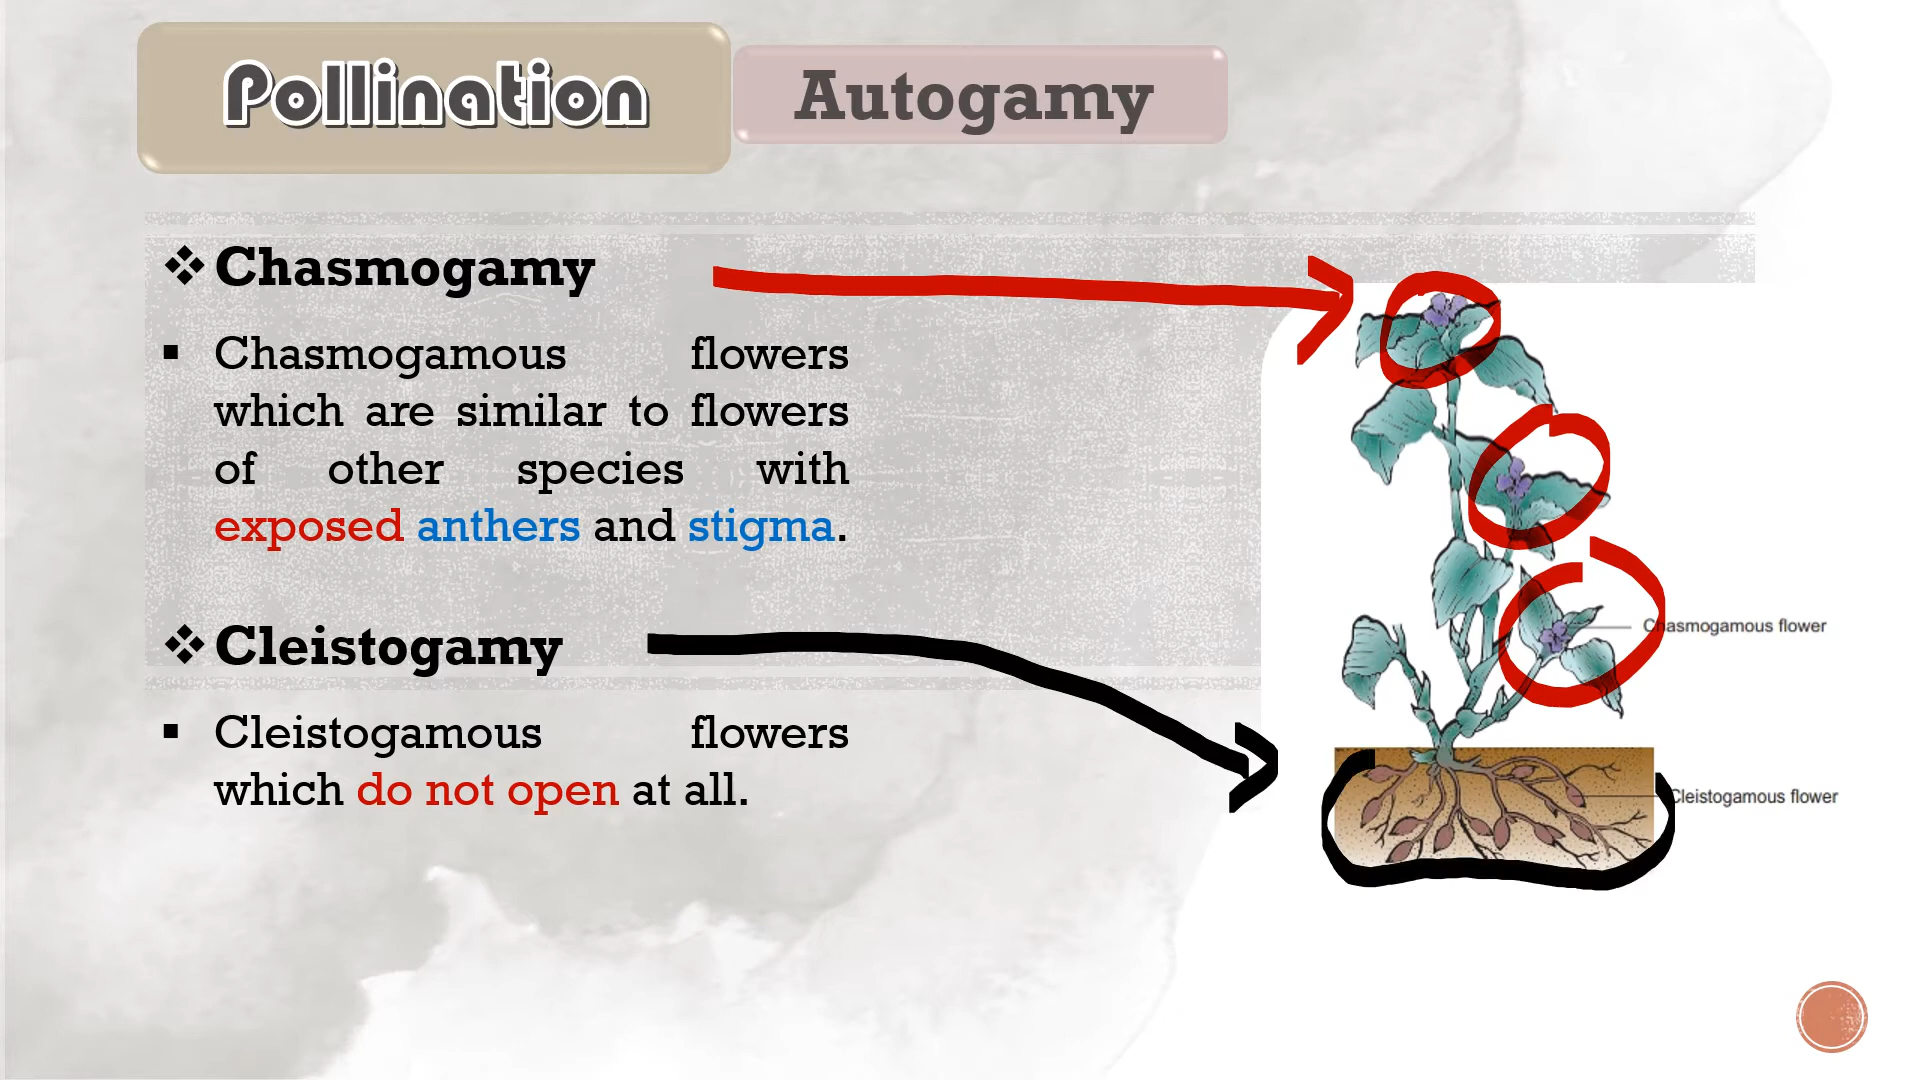 Pollination
Autogamy
Chasmogamy
Chasmogamous flowers
which are similar to flowers
of other species with
exposed anthers and stigma.
Cleistogamy
Cleistogamous flowers
which do not open at all.
Chasmogamous flower
Cleistogamous flower